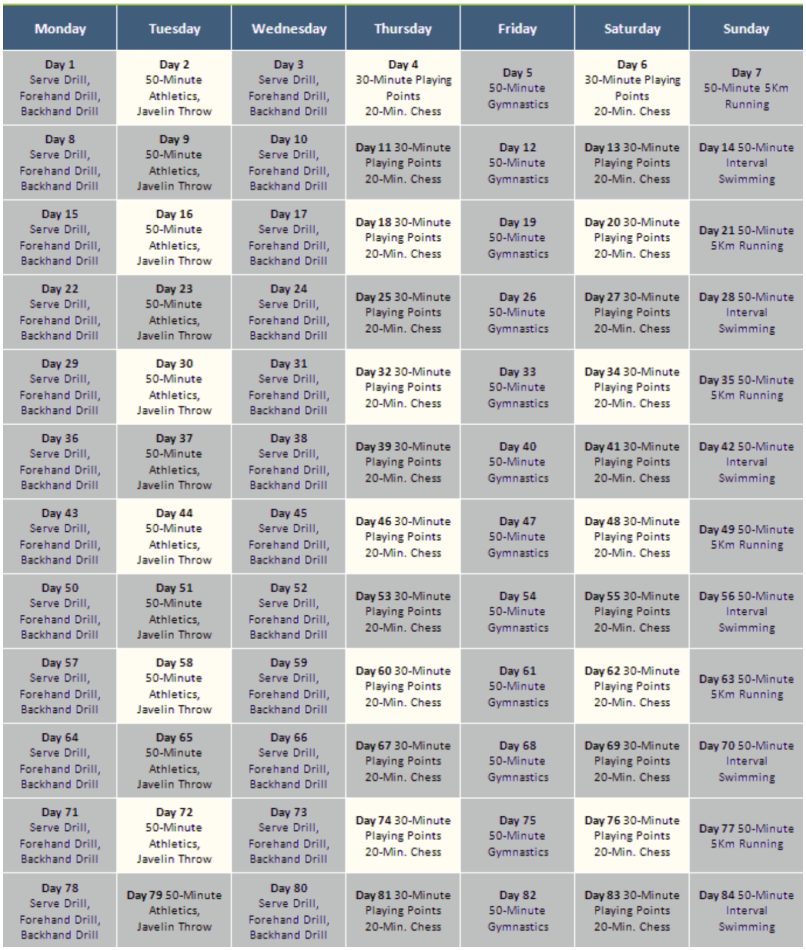 Monday
Tuesday
Wednesday
Thursday
Friday
Saturday
Sunday
Day 1
Serve Drill,
Forehand Drill,
Backhand Drill
Day 2
50-Minute
Athletics,
Javelin Throw
Day 3
Serve Drill,
Forehand Drill,
Backhand Drill
Day 4
30-Minute Playing
Points
20-Min. Chess
Day 5
50-Minute
Gymnastics
Day 6
30-Minute Playing
Points
20-Min. Chess
Day 7
50-Minute 5Km
Running
Day 8
Serve Drill,
Forehand Drill,
Backhand Drill
Day 9
50-Minute
Athletics,
Javelin Throw
Day 10
Serve Drill,
Forehand Drill,
Backhand Drill
Day 11 30-Minute
Playing Points
20-Min. Chess
Day 12
50-Minute
Gymnastics
Day 13 30-Minute
Playing Points
20-Min. Chess
Day 14 50-Minute
Interval
Swimming
Day 15
Serve Drill,
Forehand Drill,
Backhand Drill
Day 16
50-Minute
Athletics,
Javelin Throw
Day 17
Serve Drill,
Forehand Drill,
Backhand Drill
Day 18 30-Minute
Playing Points
20-Min. Chess
Day 19
50-Minute
Gymnastics
Day 20 30-Minute
Playing Points
20-Min. Chess
Day 21 50-Minute
5Km Running
Day 22
Serve Drill,
Forehand Drill,
Backhand Drill
Day 23
50-Minute
Athletics,
Javelin Throw
Day 24
Serve Drill,
Forehand Drill,
Backhand Drill
Day 25 30-Minute
Playing Points
20-Min. Chess
Day 26
50-Minute
Gymnastics
Day 27 30-Minute
Playing Points
20-Min. Chess
Day 28 50-Minute
Interval
Swimming
Day 29
Serve Drill,
Forehand Drill,
Backhand Drill
Day 30
50-Minute
Athletics,
Javelin Throw
Day 31
Serve Drill,
Forehand Drill,
Backhand Drill
Day 32 30-Minute
Playing Points
20-Min. Chess
Day 33
50-Minute
Gymnastics
Day 34 30-Minute
Playing Points
20-Min. Chess
Day 35 50-Minute
5Km Running
Day 36
Serve Drill,
Forehand Drill,
Backhand Drill
Day 37
50-Minute
Athletics,
Javelin Throw
Day 38
Serve Drill,
Forehand Drill,
Backhand Drill
Day 39 30-Minute
Playing Points
20-Min. Chess
Day 40
50-Minute
Gymnastics
Day 41 30-Minute
Playing Points
20-Min. Chess
Day 42 50-Minute
Interval
Swimming
Day 43
Serve Drill,
Forehand Drill,
Backhand Drill
Day 44
50-Minute
Athletics,
Javelin Throw
Day 45
Serve Drill,
Forehand Drill,
Backhand Drill
Day 46 30-Minute
Playing Points
20-Min. Chess
Day 47
50-Minute
Gymnastics
Day 48 30-Minute
Playing Points
20-Min. Chess
Day 49 50-Minute
5Km Running
Day 50
Serve Drill,
Forehand Drill,
Backhand Drill
Day 51
50-Minute
Athletics,
Javelin Throw
Day 52
Serve Drill,
Forehand Drill,
Backhand Drill
Day 53 30-Minute
Playing Points
20-Min. Chess
Day 54
50-Minute
Gymnastics
Day 55 30-Minute
Playing Points
20-Min. Chess
Day 56 50-Minute
Interval
Swimming
Day 57
Serve Drill,
Forehand Drill,
Backhand Drill
Day 58
50-Minute
Athletics,
Javelin Throw
Day 59
Serve Drill,
Forehand Drill,
Backhand Drill
Day 60 30-Minute
Playing Points
20-Min. Chess
Day 61
50-Minute
Gymnastics
Day 62 30-Minute
Playing Points
20-Min. Chess
Day 63 50-Minute
5Km Running
Day 64
Serve Drill,
Forehand Drill,
Backhand Drill
Day 65
50-Minute
Athletics,
Javelin Throw
Day 66
Serve Drill,
Forehand Drill,
Backhand Drill
Day 67 30-Minute
Playing Points
20-Min. Chess
Day 68
50-Minute
Gymnastics
Day 69 30-Minute
Playing Points
20-Min. Chess
Day 70 50-Minute
Interval
Swimming
Day 71
Serve Drill,
Forehand Drill,
Backhand Drill
Day 72
50-Minute
Athletics,
Javelin Throw
Day 73
Serve Drill,
Forehand Drill,
Backhand Drill
Day 74 30-Minute
Playing Points
20-Min. Chess
Day 75
50-Minute
Gymnastics
Day 76 30-Minute
Playing Points
20-Min. Chess
Day 77 50-Minute
5Km Running
Day 78
Serve Drill,
Forehand Drill,
Backhand Drill
Day 79 50-Minute
Athletics,
Javelin Throw
Day 80
Serve Drill,
Forehand Drill,
Backhand Drill
Day 81 30-Minute
Playing Points
20-Min. Chess
Day 82
50-Minute
Gymnastics
Day 83 30-Minute
Playing Points
20-Min. Chess
Day 84 50-Minute
Interval
Swimming